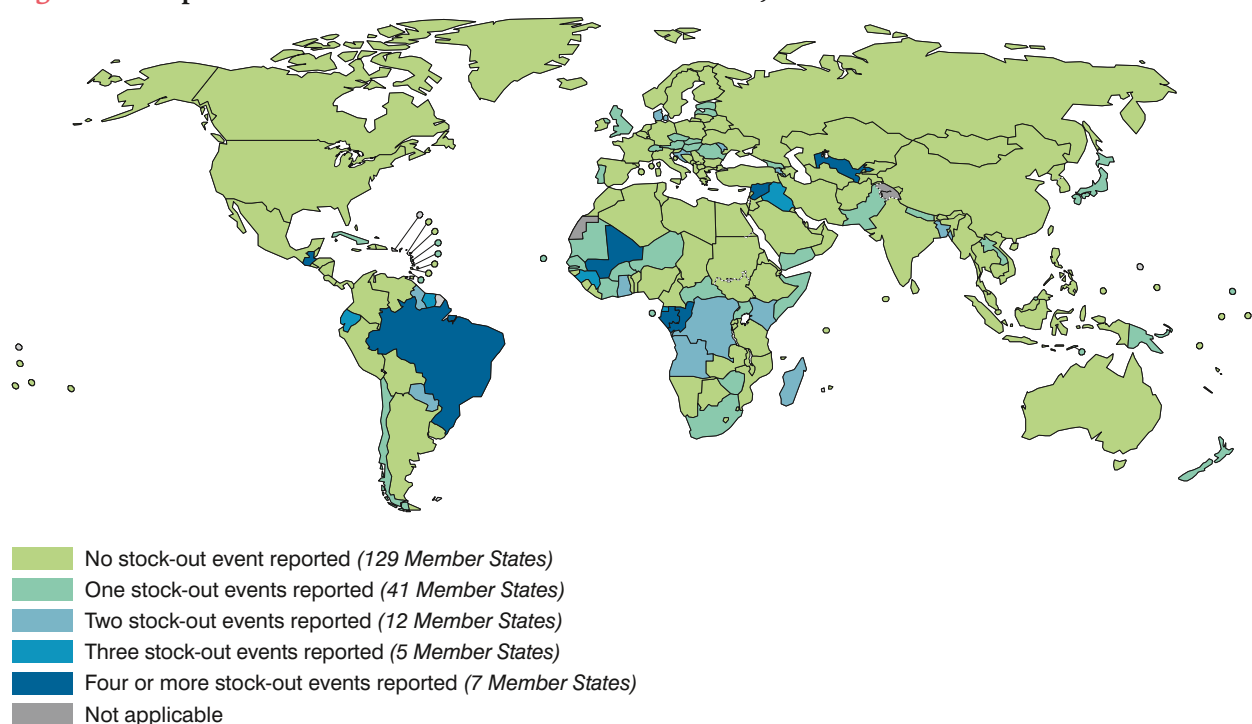 No stock-out event reported (129 Member States)
One stock-out events reported (41 Member States)
Two stock-out events reported (12 Member States)
Three stock-out events reported (5 Member States)
Four or more stock-out events reported (7 Member States)
Not applicable